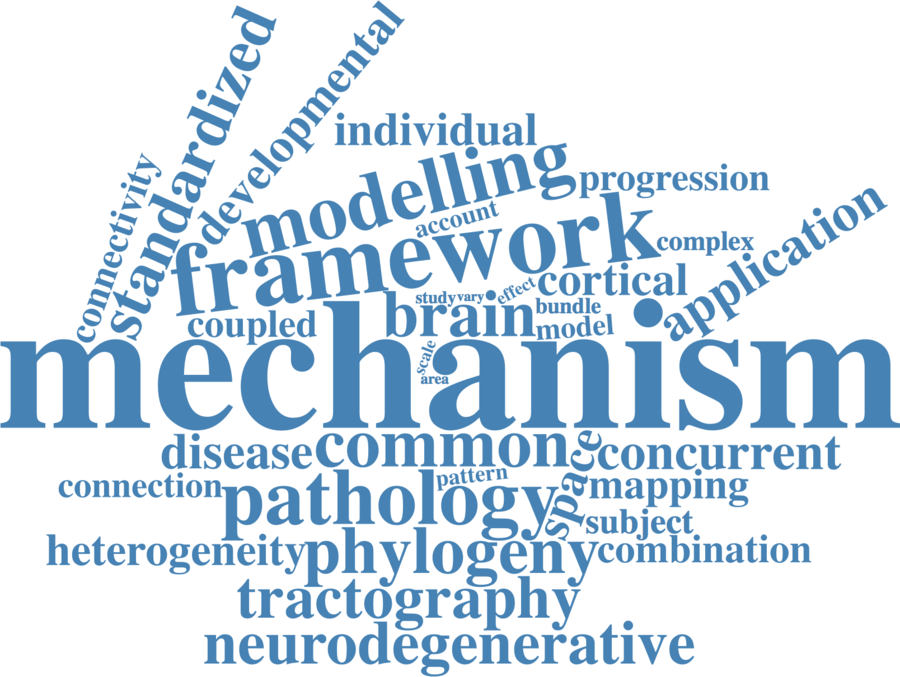 standardized
developmental
individual
connectivity
modelling
progression
account
framework
complex
application
cortical
study
vary
effect
bundle
coupled
brain
model
mechanism
scale
area
disease
common
concurrent
space
connection
pattern
mapping
pathology
subject
heterogeneity
phylogeny
combination
tractography
neurodegenerative